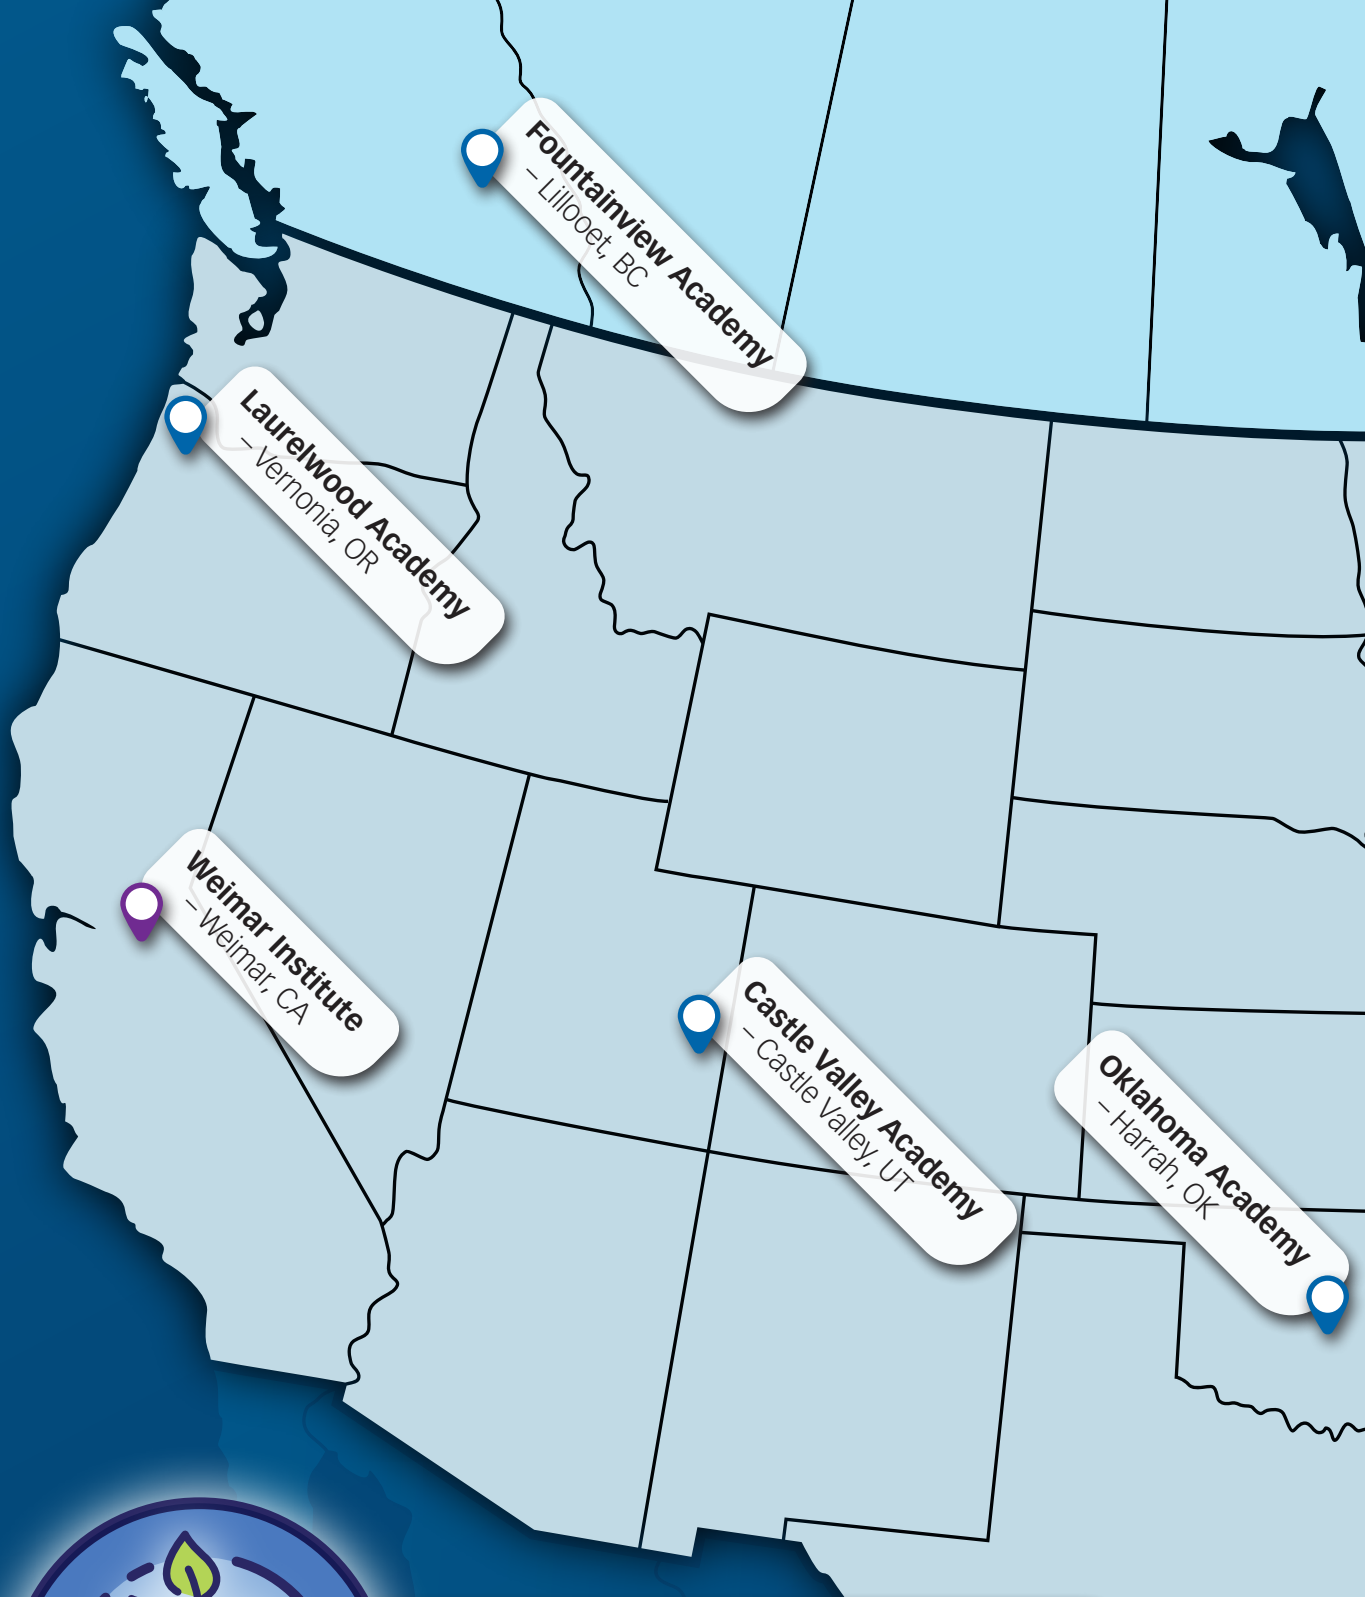 Fountainview Academy
– Lillooet, BC
Laurelwood Academy
– Vernonia, OR
Weimar Institute
– Weimar, CA
Castle Valley Academy
– Castle Valley, UT
Oklahoma Academy
– Harrah, OK